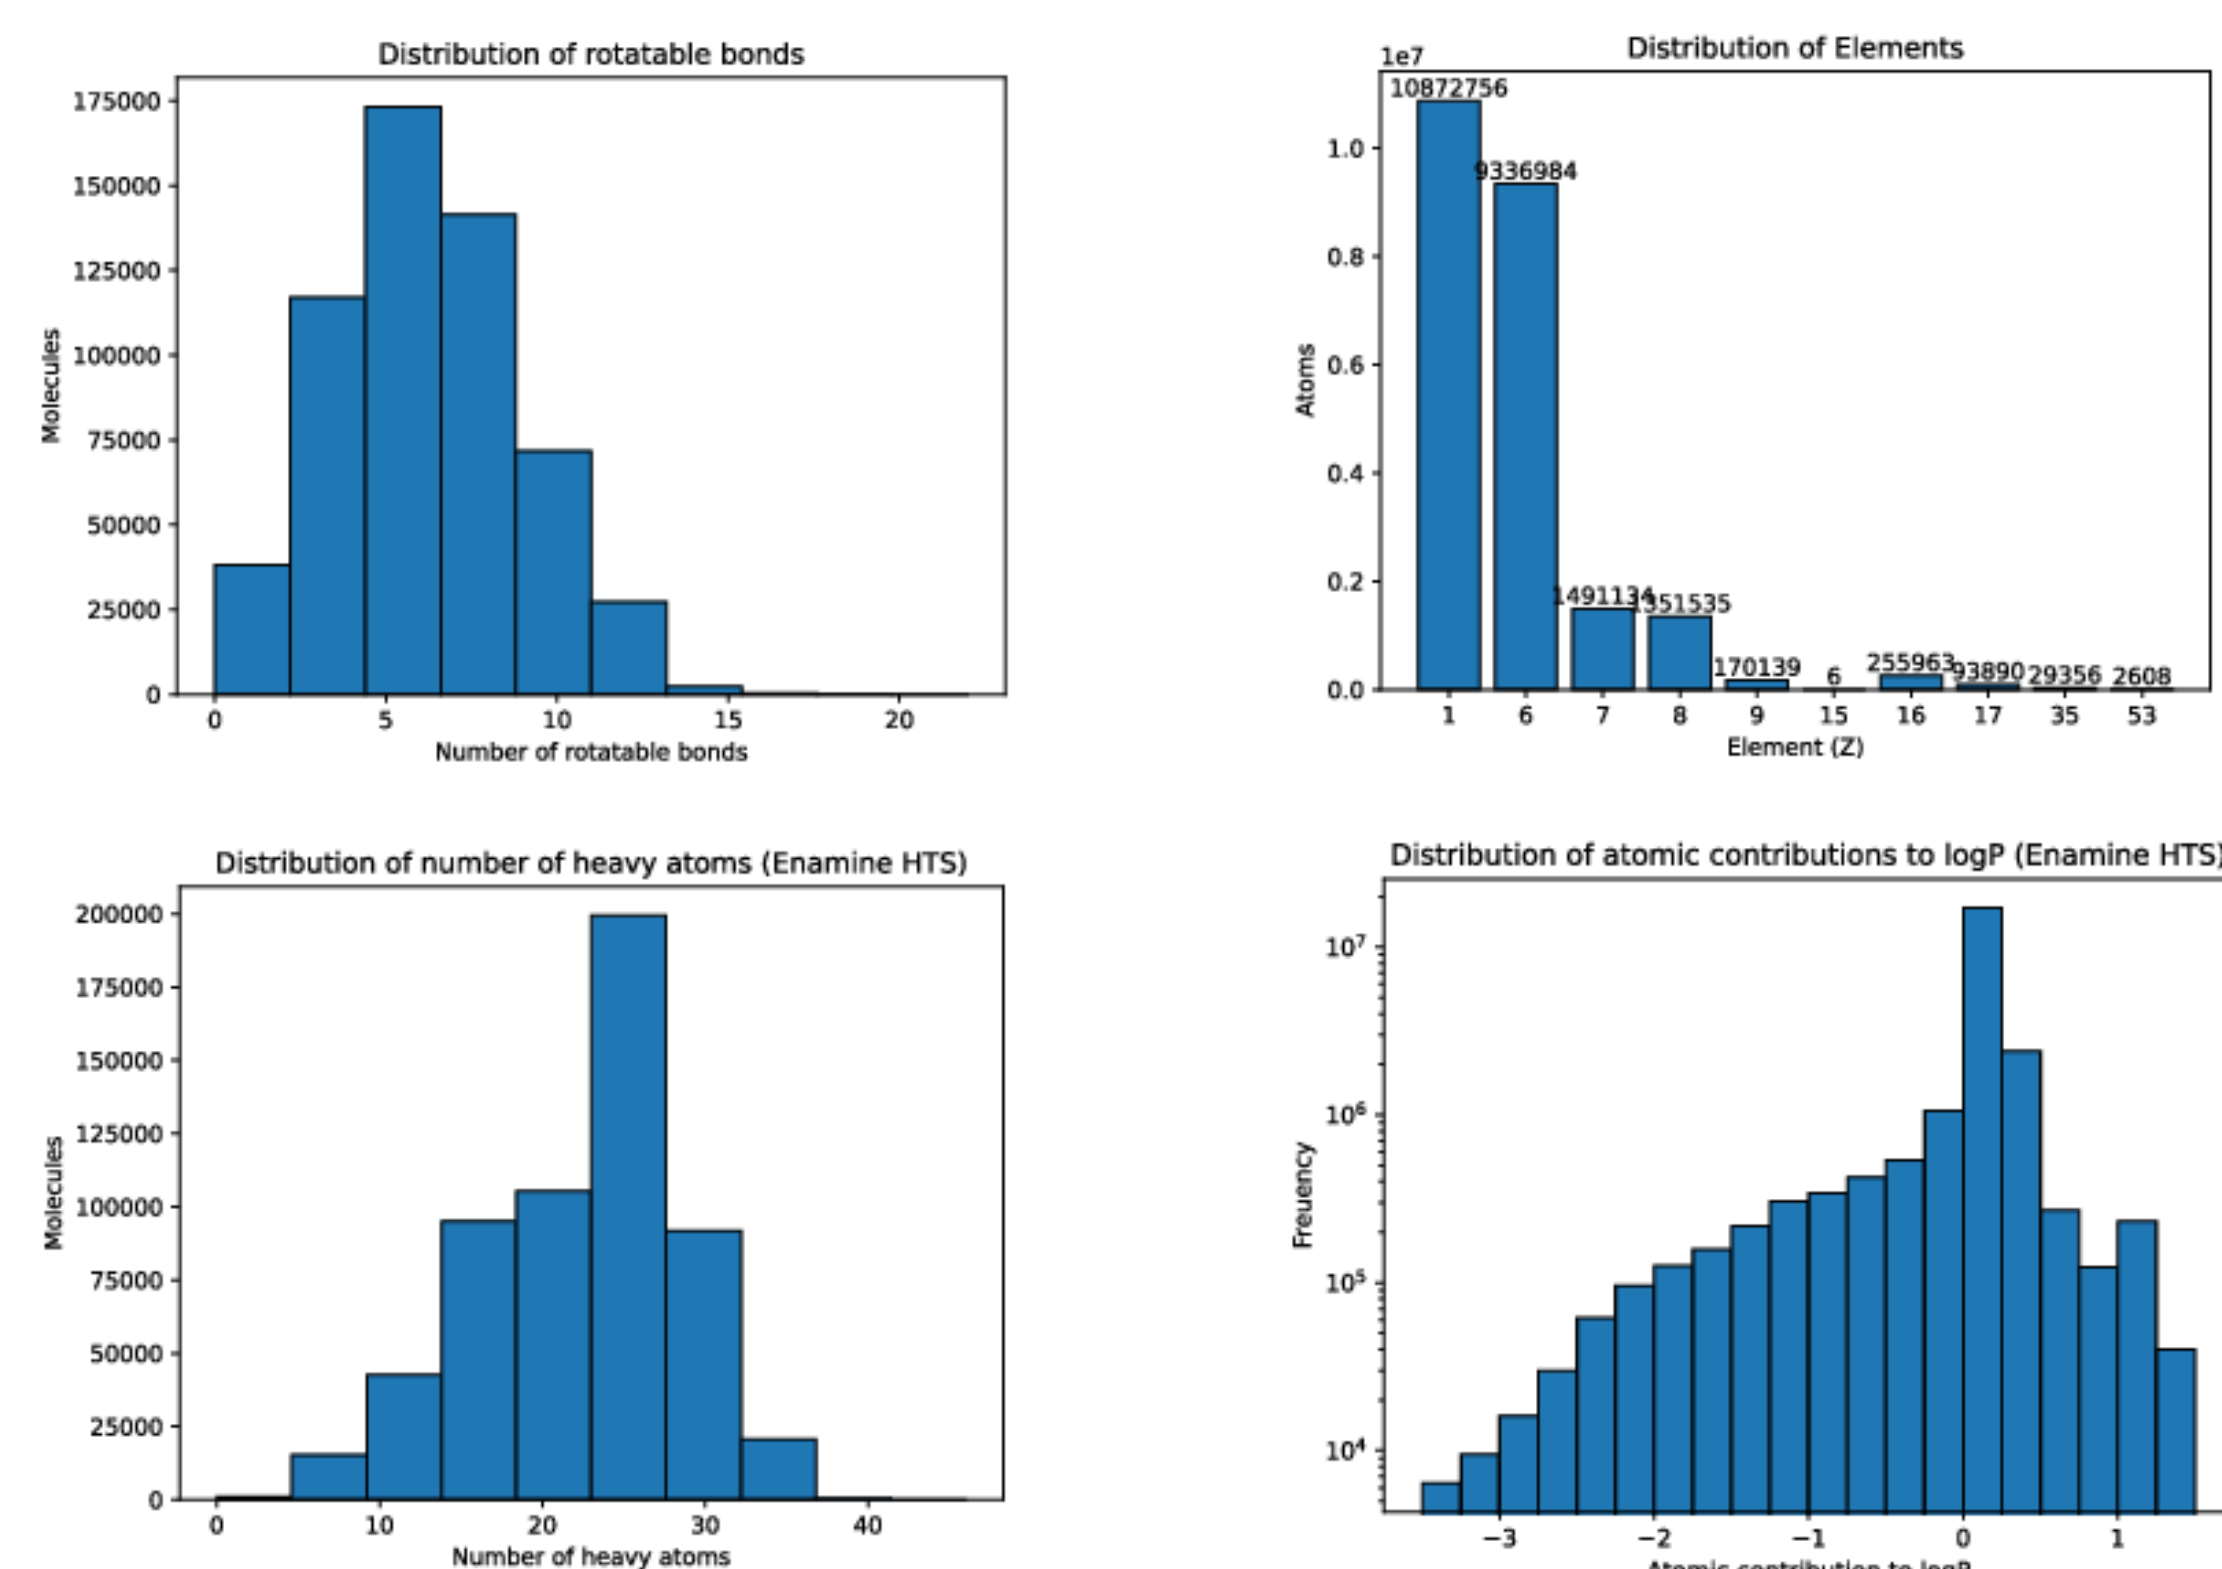 Distribution of rotatable bonds
175000
150000
125000
100000
75000
50000
25000
0
Molecules
0 5 10 15 20
Number of rotatable bonds
Distribution of Elements
1e7
1.0
0.8
0.6
0.4
0.2
0.0
Atoms
10872756
9336984
1491134
1351535
170139
6
255963
93890
29356
2608
1 6 7 8 9 15 16 17 35 53
Element (Z)
Distribution of number of heavy atoms (Enamine HTS)
200000
175000
150000
125000
100000
75000
50000
25000
0
Molecules
0 10 20 30 40
Number of heavy atoms
Distribution of atomic contributions to logP (Enamine HTS)
10⁷
10⁶
10⁵
10⁴
Freuency
−3 −2 −1 0 1
Atomic contribution to logP